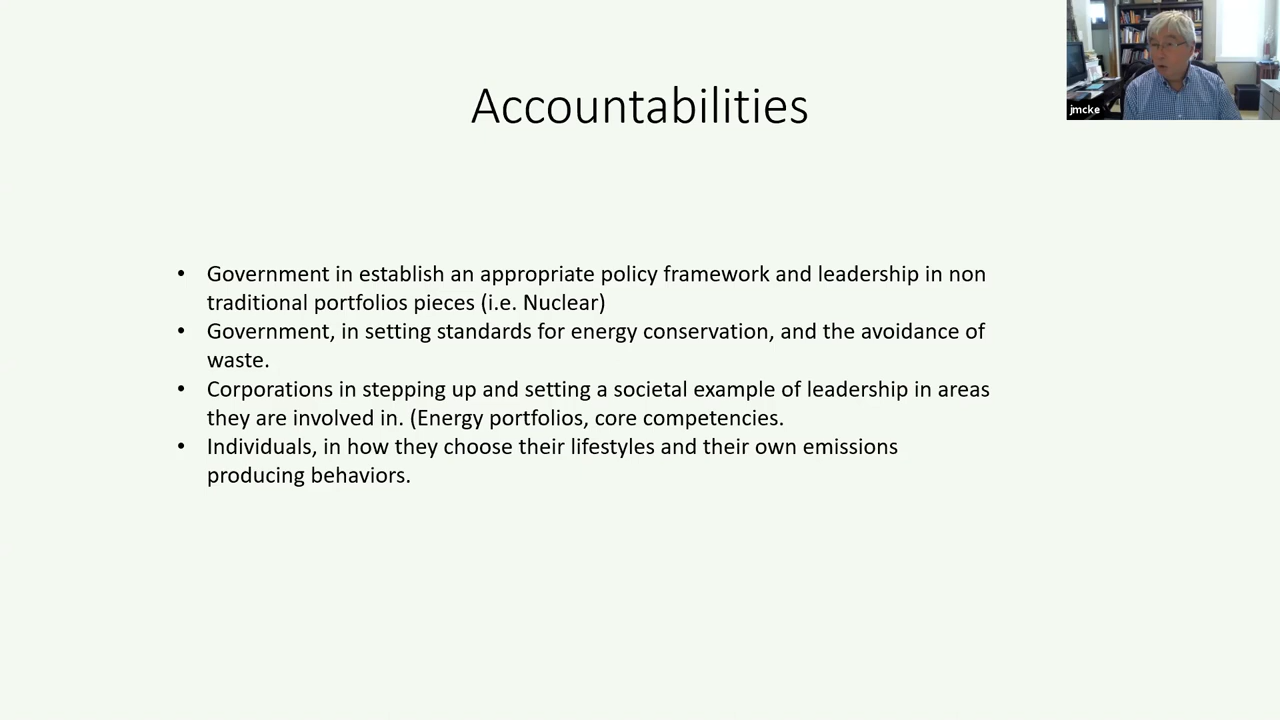 Accountabilities
jmcke
• Government in establish an appropriate policy framework and leadership in non
traditional portfolios pieces (i.e. Nuclear)
• Government, in setting standards for energy conservation, and the avoidance of
waste.
• Corporations in stepping up and setting a societal example of leadership in areas
they are involved in. (Energy portfolios, core competencies.
• Individuals, in how they choose their lifestyles and their own emissions
producing behaviors.